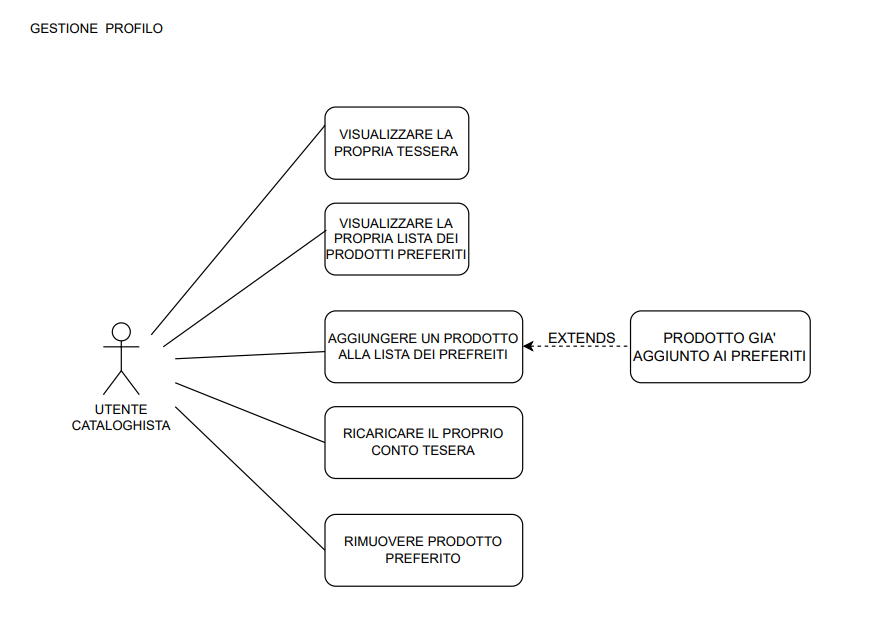 GESTIONE PROFILO
VISUALIZZARE LA
PROPRIA TESSERA
VISUALIZZARE LA
PROPRIA LISTA DEI
PRODOTTI PREFERITI
AGGIUNGERE UN PRODOTTO
ALLA LISTA DEI PREFREITI
EXTENDS
PRODOTTO GIA'
AGGIUNTO AI PREFERITI
UTENTE
CATALOGHISTA
RICARICARE IL PROPRIO
CONTO TESERA
RIMUOVERE PRODOTTO
PREFERITO